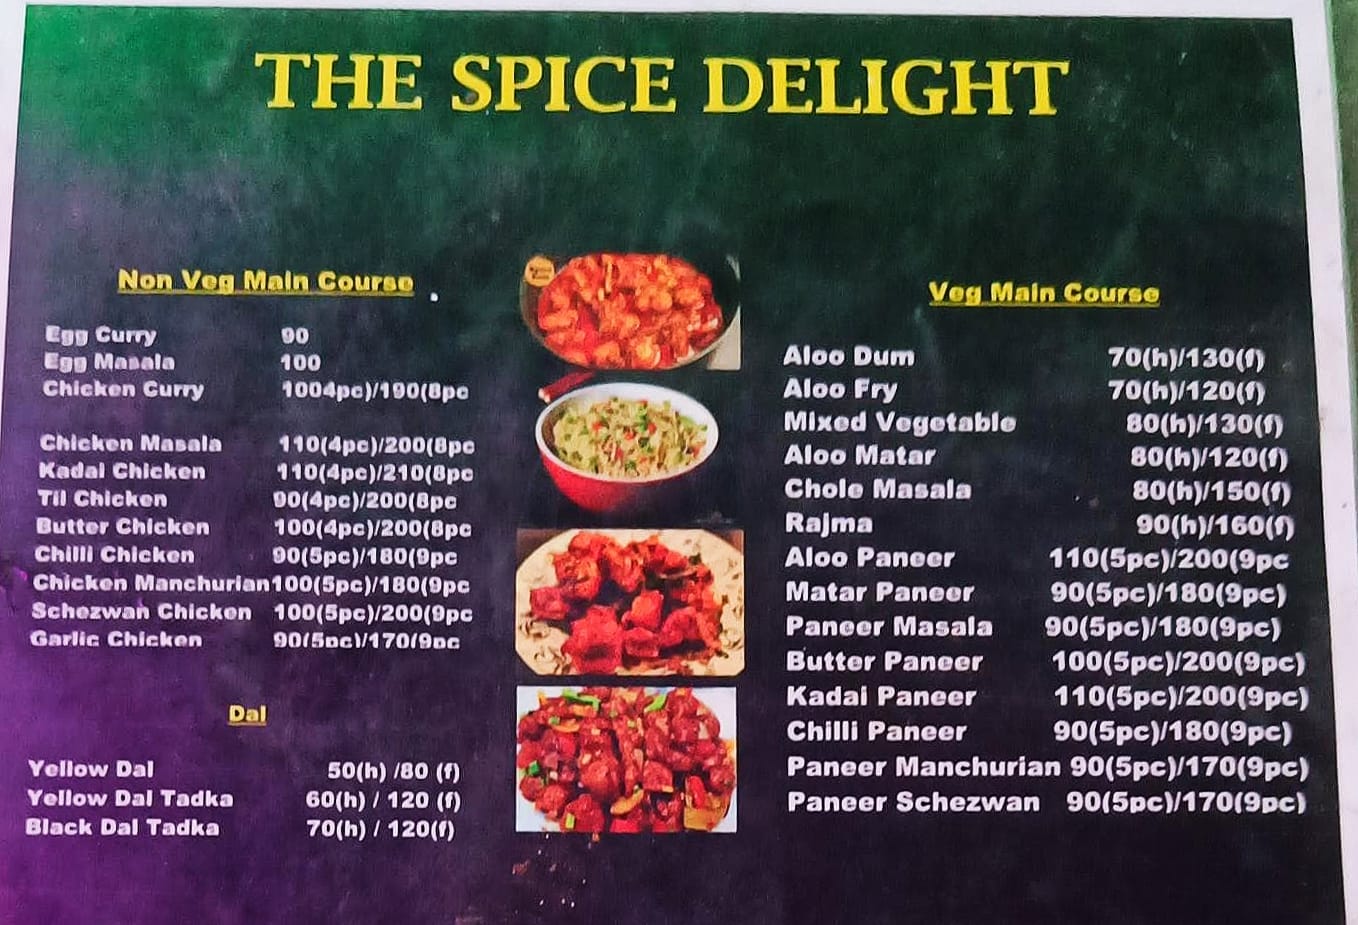 THE SPICE DELIGHT
Non Veg Main Course
Egg Curry 90
Egg Masala 100
Chicken Curry 1004pc)/190(8pc
Chicken Masala 110(4pc)/200(8pc
Kadai Chicken 110(4pc)/210(8pc
Til Chicken 90(4pc)/200(8pc
Butter Chicken 100(4pc)/200(8pc
Chilli Chicken 90(5pc)/180(9pc
Chicken Manchurian100(5pc)/180(9pc
Schezwan Chicken 100(5pc)/200(9pc
Garlic Chicken 90(5pc)/170(9pc
Dal
Yellow Dal 50(h) /80 (f)
Yellow Dal Tadka 60(h) / 120 (f)
Black Dal Tadka 70(h) / 120(f)
Veg Main Course
Aloo Dum 70(h)/130(f)
Aloo Fry 70(h)/120(f)
Mixed Vegetable 80(h)/130(f)
Aloo Matar 80(h)/120(f)
Chole Masala 80(h)/150(f)
Rajma 90(h)/160(f)
Aloo Paneer 110(5pc)/200(9pc
Matar Paneer 90(5pc)/180(9pc)
Paneer Masala 90(5pc)/180(9pc)
Butter Paneer 100(5pc)/200(9pc)
Kadai Paneer 110(5pc)/200(9pc)
Chilli Paneer 90(5pc)/180(9pc)
Paneer Manchurian 90(5pc)/170(9pc)
Paneer Schezwan 90(5pc)/170(9pc)